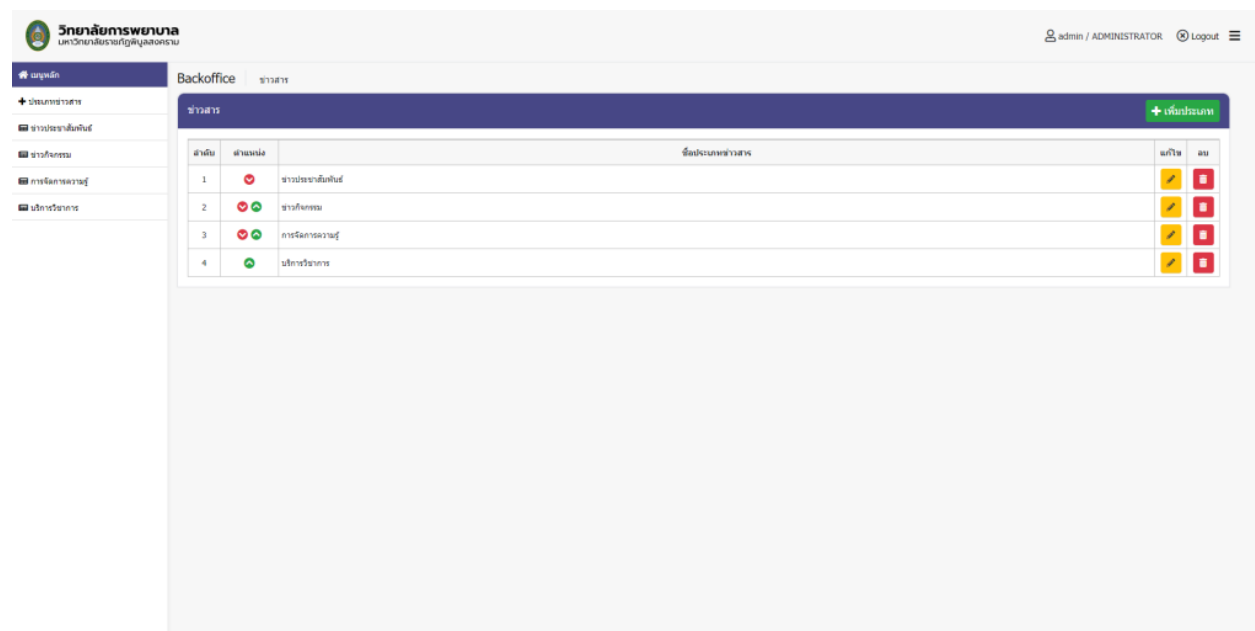 วิทยาลัยการพยาบาล
มหาวิทยาลัยราชภัฏพิบูลสงคราม
admin / ADMINISTRATOR Logout
เมนูหลัก
ประเภทข่าวสาร
ข่าวประชาสัมพันธ์
ข่าวกิจกรรม
การจัดการความรู้
บริการวิชาการ
Backoffice ข่าวสาร
ข่าวสาร เพิ่มประเภท
ลำดับ ตำแหน่ง ชื่อประเภทข่าวสาร แก้ไข ลบ
1 ข่าวประชาสัมพันธ์
2 ข่าวกิจกรรม
3 การจัดการความรู้
4 บริการวิชาการ